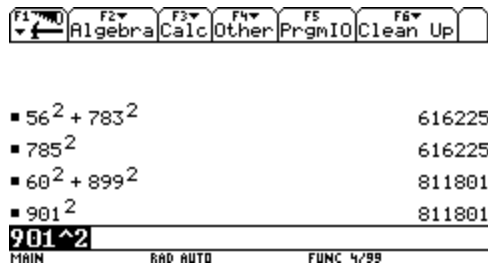 F1 F2 Algebra F3 Calc F4 Other F5 PrgmIO F6 Clean Up
56² + 783² 616225
785² 616225
60² + 899² 811801
901² 811801
901^2
MAIN RAD AUTO FUNC 4/99